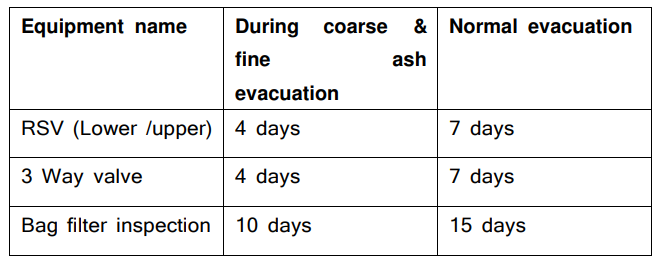 Equipment name During coarse & Normal evacuation
fine ash
evacuation
RSV (Lower /upper) 4 days 7 days
3 Way valve 4 days 7 days
Bag filter inspection 10 days 15 days